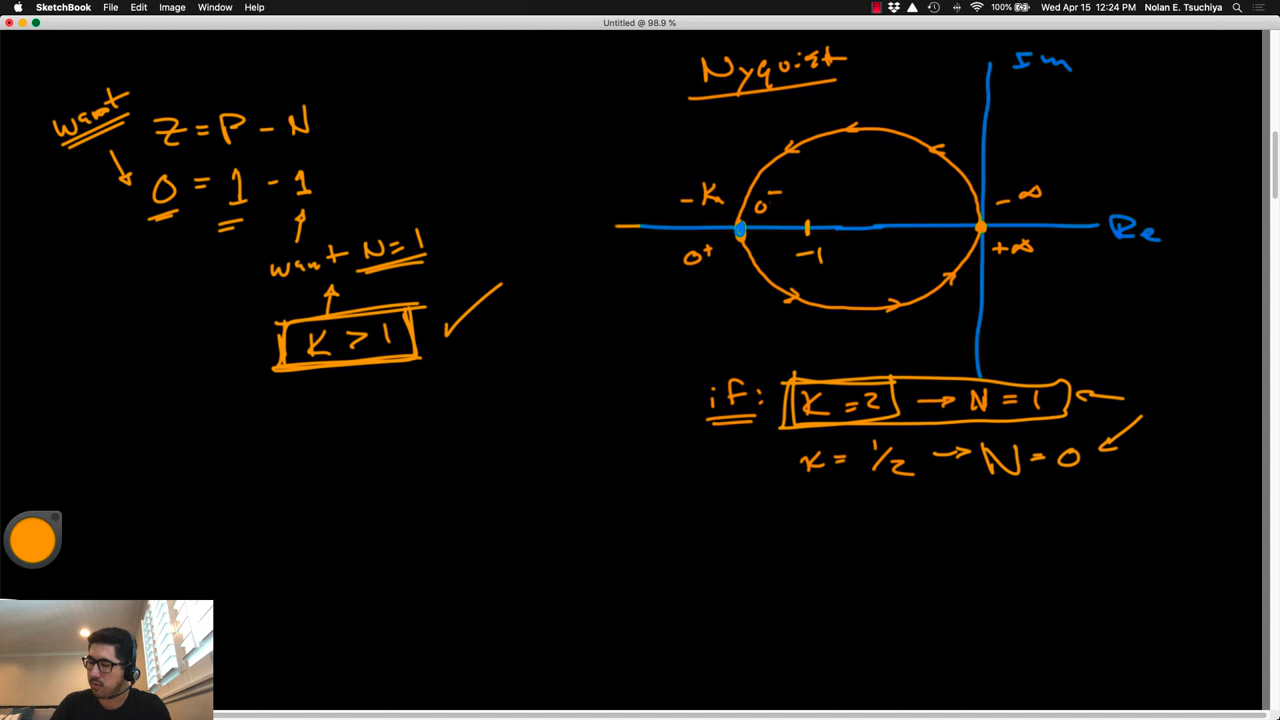 SketchBook File Edit Image Window Help
100% Wed Apr 15 12:24 PM Nolan E. Tsuchiya
Untitled @ 98.9 %
want
Z = P - N
0 = 1 - 1
want N = 1
K > 1
Nyquist
Im
-K
0⁻
-∞
Re
0⁺
-1
+∞
if: K = 2 → N = 1
K = 1/2 → N = 0